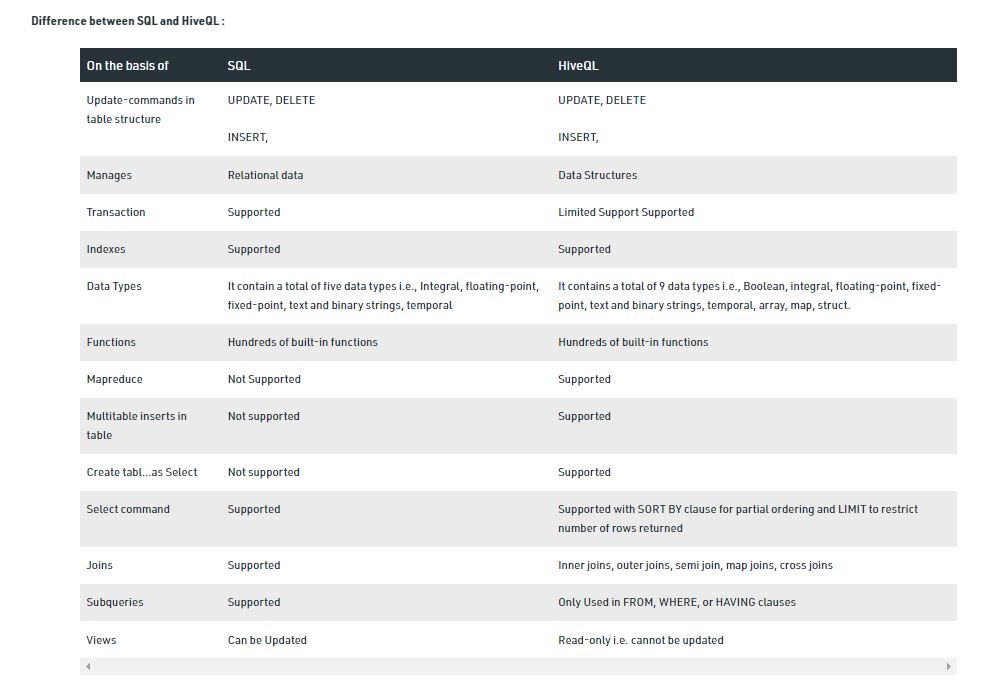 Difference between SQL and HiveQL :
On the basis of SQL HiveQL
Update-commands in UPDATE, DELETE UPDATE, DELETE
table structure
INSERT, INSERT,
Manages Relational data Data Structures
Transaction Supported Limited Support Supported
Indexes Supported Supported
Data Types It contain a total of five data types i.e., Integral, floating-point, It contains a total of 9 data types i.e., Boolean, integral, floating-point, fixed-
fixed-point, text and binary strings, temporal point, text and binary strings, temporal, array, map, struct.
Functions Hundreds of built-in functions Hundreds of built-in functions
Mapreduce Not Supported Supported
Multitable inserts in Not supported Supported
table
Create tabl...as Select Not supported Supported
Select command Supported Supported with SORT BY clause for partial ordering and LIMIT to restrict
number of rows returned
Joins Supported Inner joins, outer joins, semi join, map joins, cross joins
Subqueries Supported Only Used in FROM, WHERE, or HAVING clauses
Views Can be Updated Read-only i.e. cannot be updated